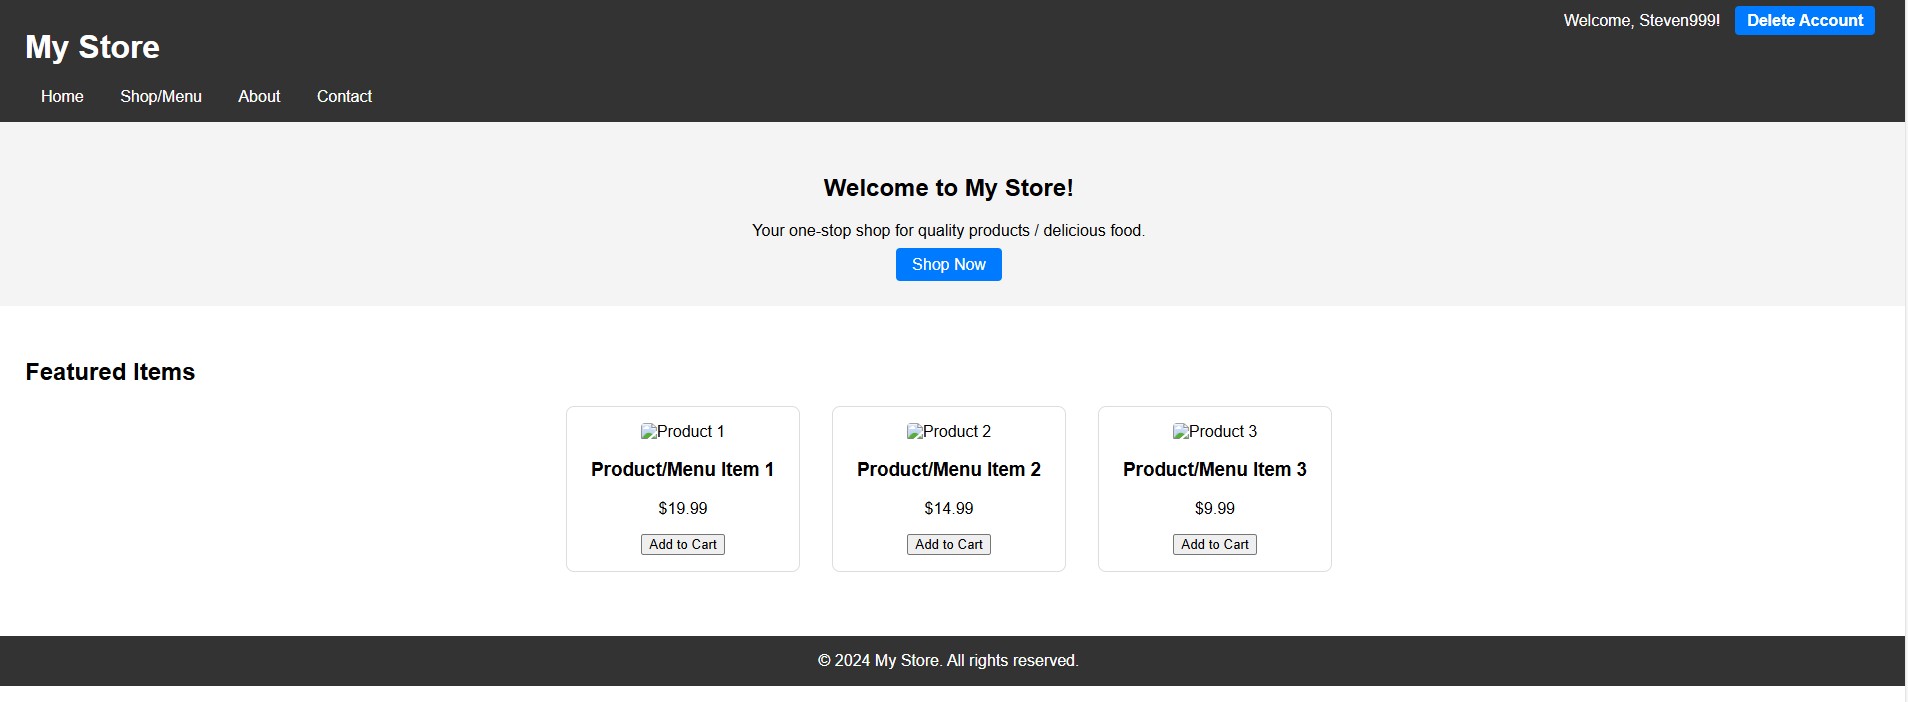 Welcome, Steven999! Delete Account
My Store
Home Shop/Menu About Contact
Welcome to My Store!
Your one-stop shop for quality products / delicious food.
Shop Now
Featured Items
Product 1
Product/Menu Item 1
$19.99
Add to Cart
Product 2
Product/Menu Item 2
$14.99
Add to Cart
Product 3
Product/Menu Item 3
$9.99
Add to Cart
© 2024 My Store. All rights reserved.